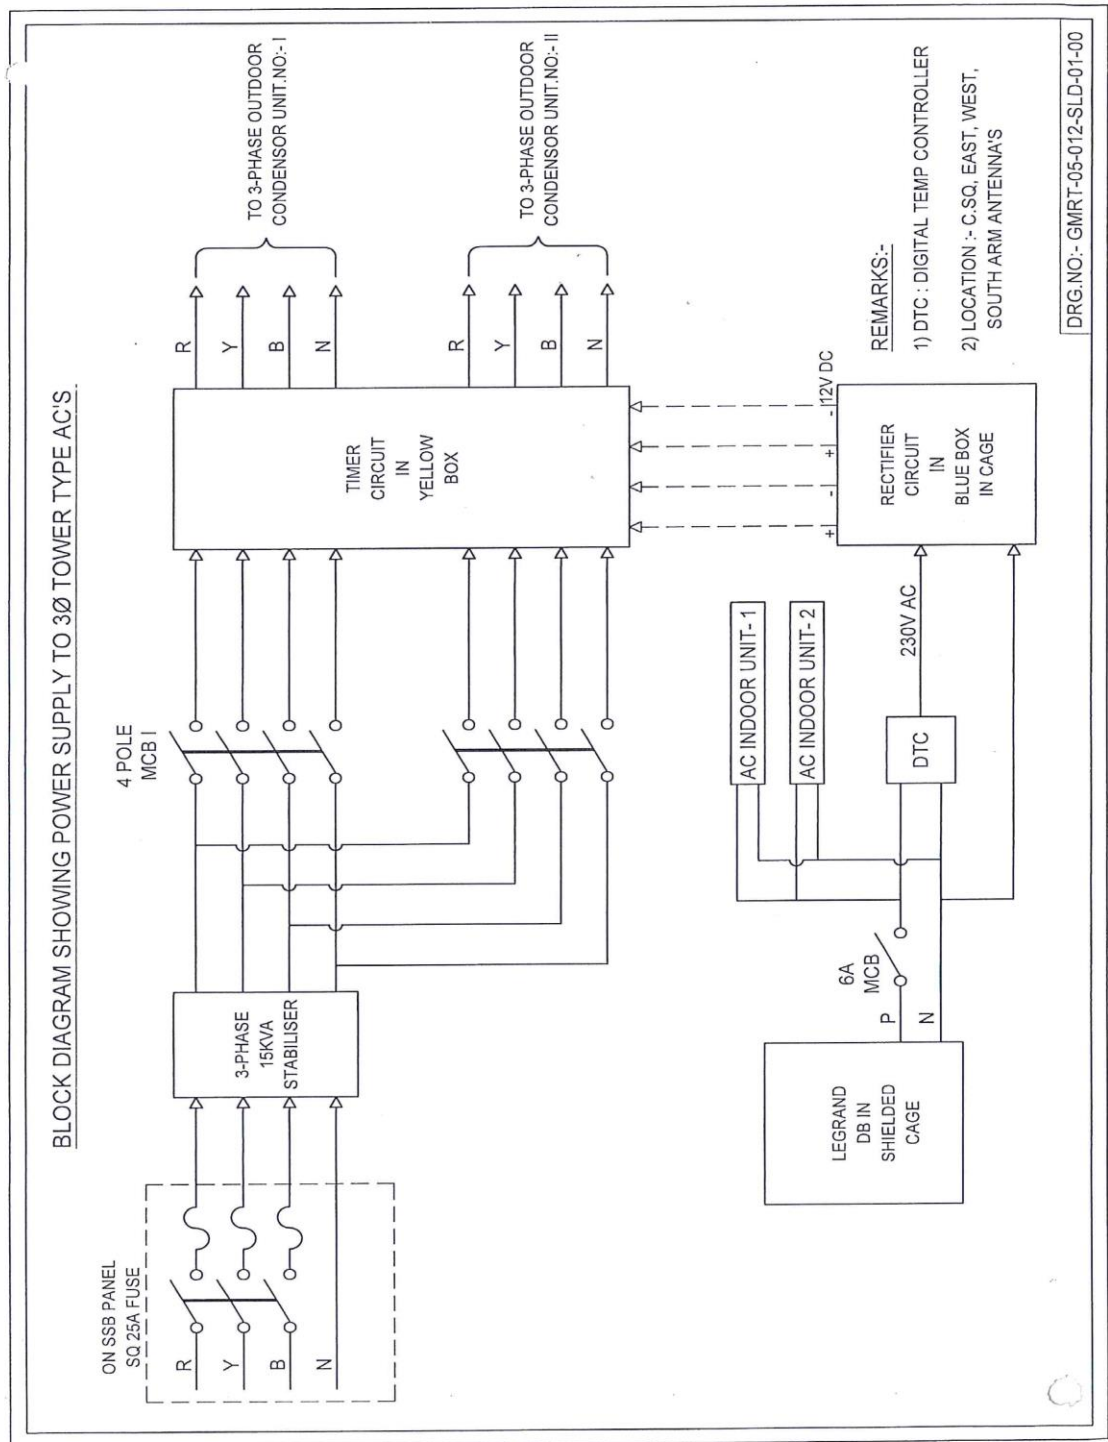 BLOCK DIAGRAM SHOWING POWER SUPPLY TO 3Ø TOWER TYPE AC'S
ON SSB PANEL
SQ 25A FUSE
R
Y
B
N
3-PHASE
15KVA
STABILISER
4 POLE
MCB I
TIMER
CIRCUIT
IN
YELLOW
BOX
R
Y
B
N
TO 3-PHASE OUTDOOR
CONDENSOR UNIT.NO:- I
R
Y
B
N
TO 3-PHASE OUTDOOR
CONDENSOR UNIT.NO:- II
LEGRAND
DB IN
SHIELDED
CAGE
P
N
6A
MCB
AC INDOOR UNIT- 1
AC INDOOR UNIT- 2
DTC
230V AC
+
-
+
-
12V DC
RECTIFIER
CIRCUIT
IN
BLUE BOX
IN CAGE
REMARKS:-
1) DTC : DIGITAL TEMP CONTROLLER
2) LOCATION :- C.SQ, EAST, WEST,
SOUTH ARM ANTENNA'S
DRG.NO:- GMRT-05-012-SLD-01-00